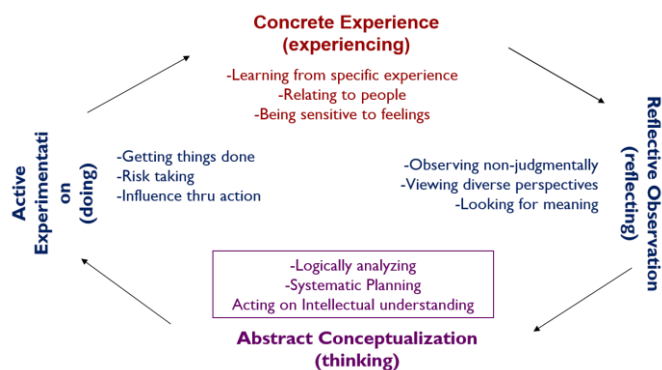 Concrete Experience
(experiencing)
-Learning from specific experience
-Relating to people
-Being sensitive to feelings
Active
Experimentati
on
(doing)
-Getting things done
-Risk taking
-Influence thru action
-Observing non-judgmentally
-Viewing diverse perspectives
-Looking for meaning
Reflective Observation
(reflecting)
-Logically analyzing
-Systematic Planning
Acting on Intellectual understanding
Abstract Conceptualization
(thinking)